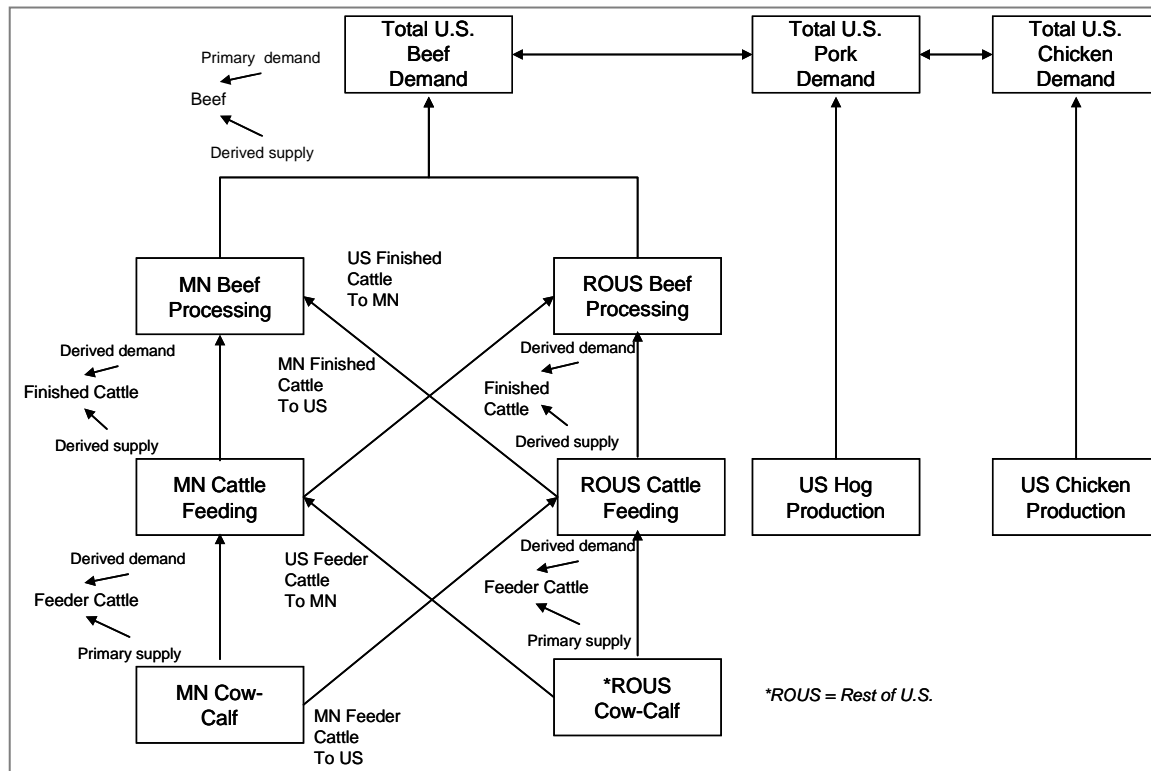 Total U.S.
Beef
Demand
Total U.S.
Pork
Demand
Total U.S.
Chicken
Demand
Primary demand
Beef
Derived supply
US Finished
Cattle
To MN
MN Beef
Processing
ROUS Beef
Processing
Derived demand
Finished Cattle
Derived supply
MN Finished
Cattle
To US
Derived demand
Finished
Cattle
Derived supply
MN Cattle
Feeding
ROUS Cattle
Feeding
US Hog
Production
US Chicken
Production
Derived demand
Feeder Cattle
Primary supply
US Feeder
Cattle
To MN
Derived demand
Feeder Cattle
Primary supply
MN Cow-
Calf
MN Feeder
Cattle
To US
*ROUS
Cow-Calf
*ROUS = Rest of U.S.